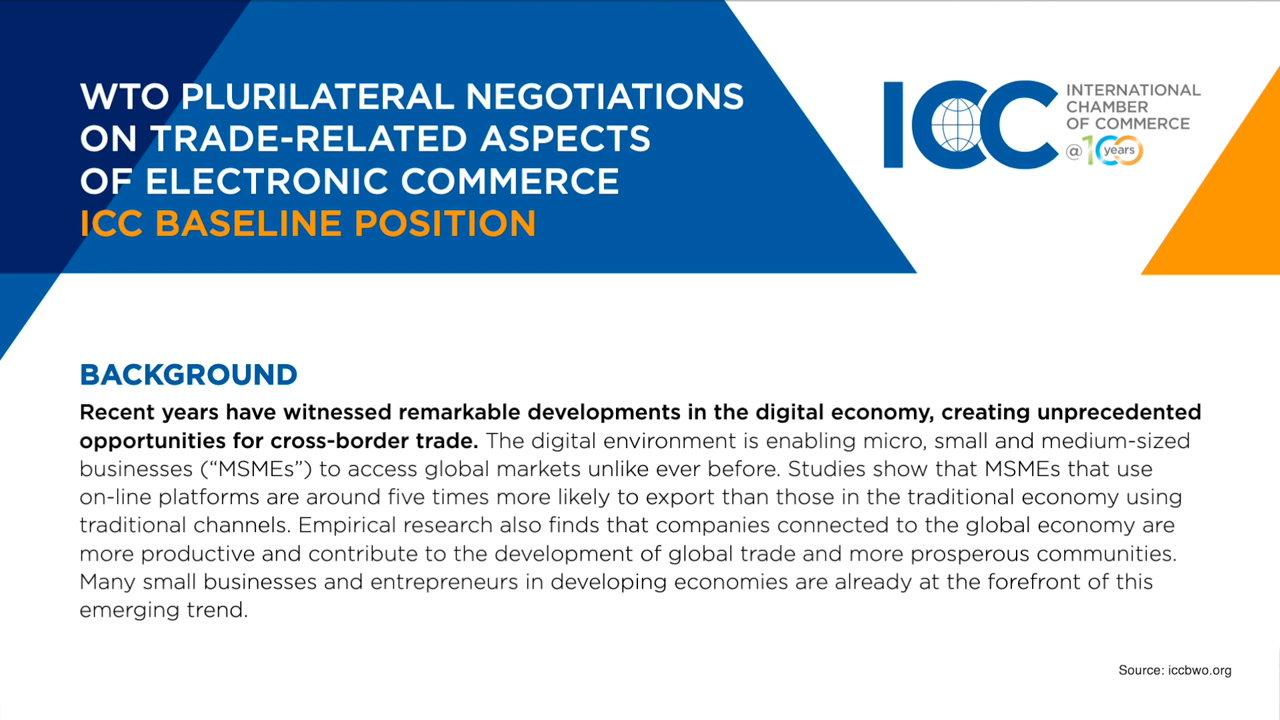 WTO PLURILATERAL NEGOTIATIONS
ON TRADE-RELATED ASPECTS
OF ELECTRONIC COMMERCE
ICC BASELINE POSITION
ICC
INTERNATIONAL
CHAMBER
OF COMMERCE
@100 years
BACKGROUND
Recent years have witnessed remarkable developments in the digital economy, creating unprecedented
opportunities for cross-border trade. The digital environment is enabling micro, small and medium-sized
businesses (“MSMEs”) to access global markets unlike ever before. Studies show that MSMEs that use
on-line platforms are around five times more likely to export than those in the traditional economy using
traditional channels. Empirical research also finds that companies connected to the global economy are
more productive and contribute to the development of global trade and more prosperous communities.
Many small businesses and entrepreneurs in developing economies are already at the forefront of this
emerging trend.
Source: iccbwo.org